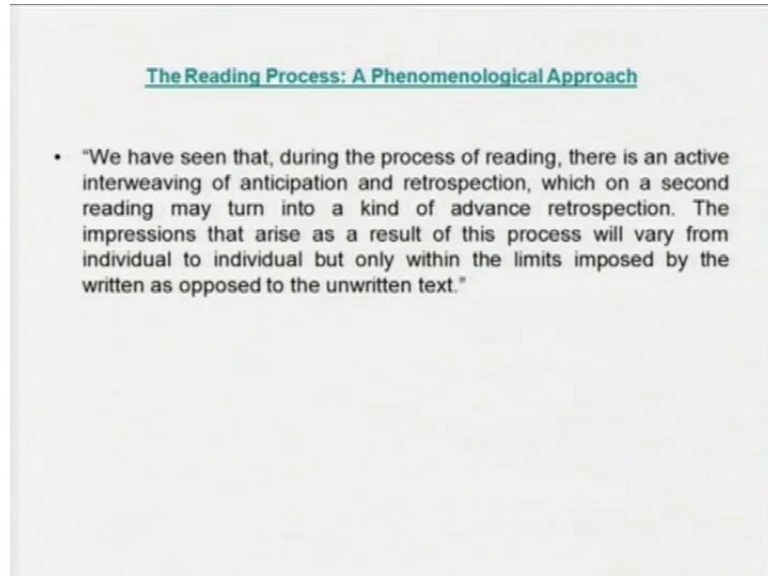 The Reading Process: A Phenomenological Approach
• "We have seen that, during the process of reading, there is an active
interweaving of anticipation and retrospection, which on a second
reading may turn into a kind of advance retrospection. The
impressions that arise as a result of this process will vary from
individual to individual but only within the limits imposed by the
written as opposed to the unwritten text."